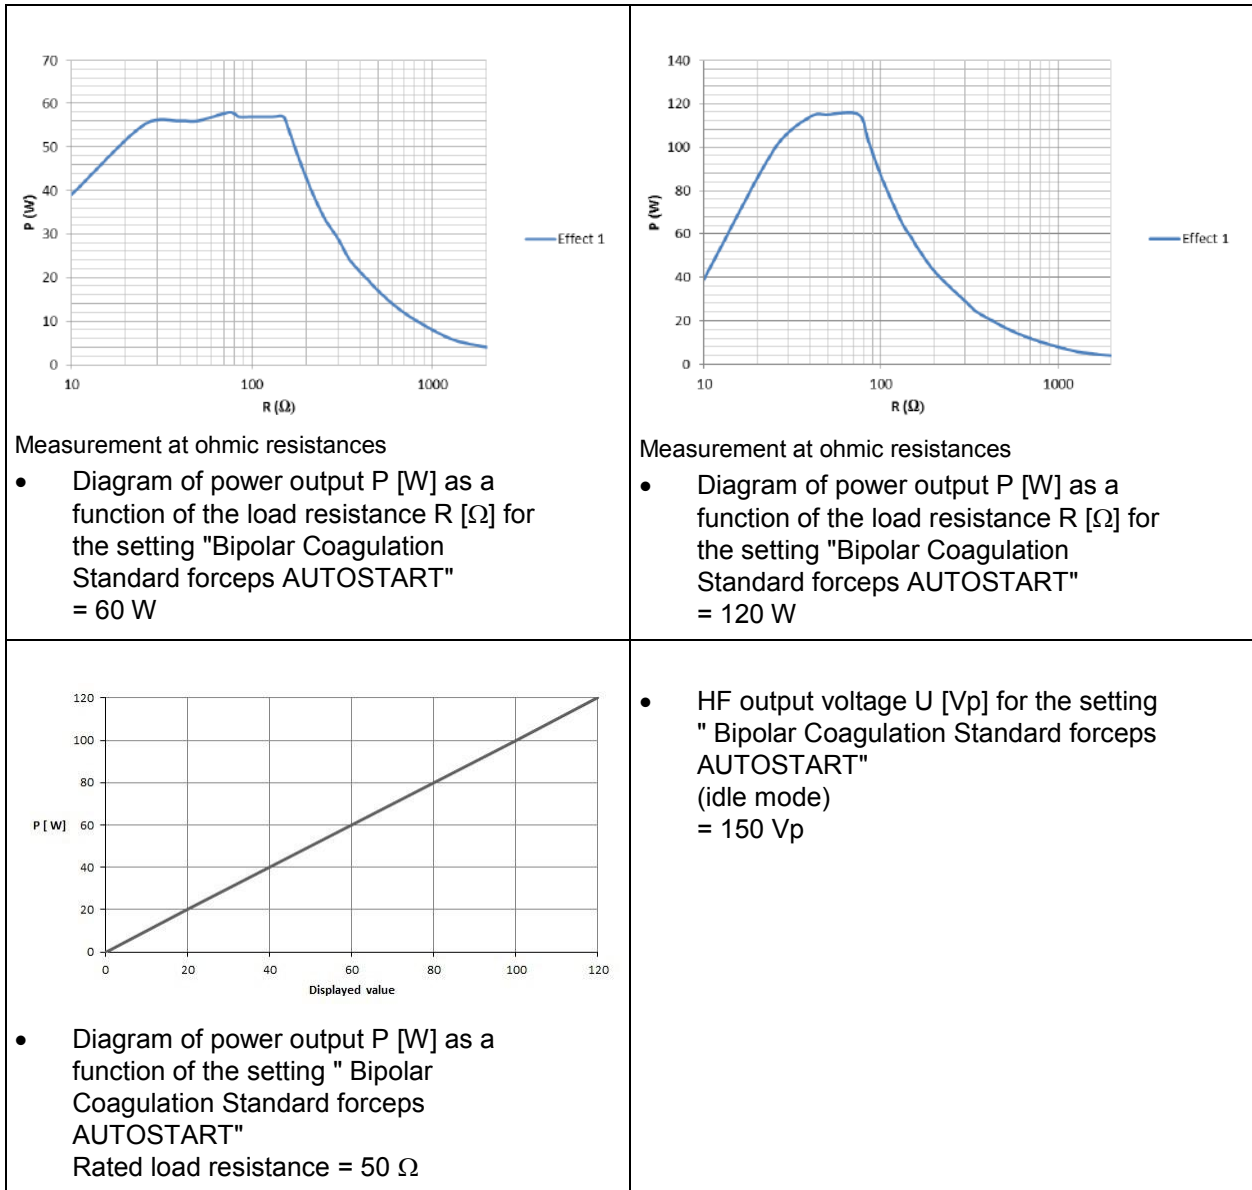 70
60
50
40
30
20
10
0
P (W)
10
100
1000
R (Ω)
Effect 1
Measurement at ohmic resistances
• Diagram of power output P [W] as a
function of the load resistance R [Ω] for
the setting "Bipolar Coagulation
Standard forceps AUTOSTART"
= 60 W
140
120
100
80
60
40
20
0
P (W)
10
100
1000
R (Ω)
Effect 1
Measurement at ohmic resistances
• Diagram of power output P [W] as a
function of the load resistance R [Ω] for
the setting "Bipolar Coagulation
Standard forceps AUTOSTART"
= 120 W
120
100
80
60
40
20
0
P [ W]
0 20 40 60 80 100 120
Displayed value
• Diagram of power output P [W] as a
function of the setting " Bipolar
Coagulation Standard forceps
AUTOSTART"
Rated load resistance = 50 Ω
• HF output voltage U [Vp] for the setting
" Bipolar Coagulation Standard forceps
AUTOSTART"
(idle mode)
= 150 Vp